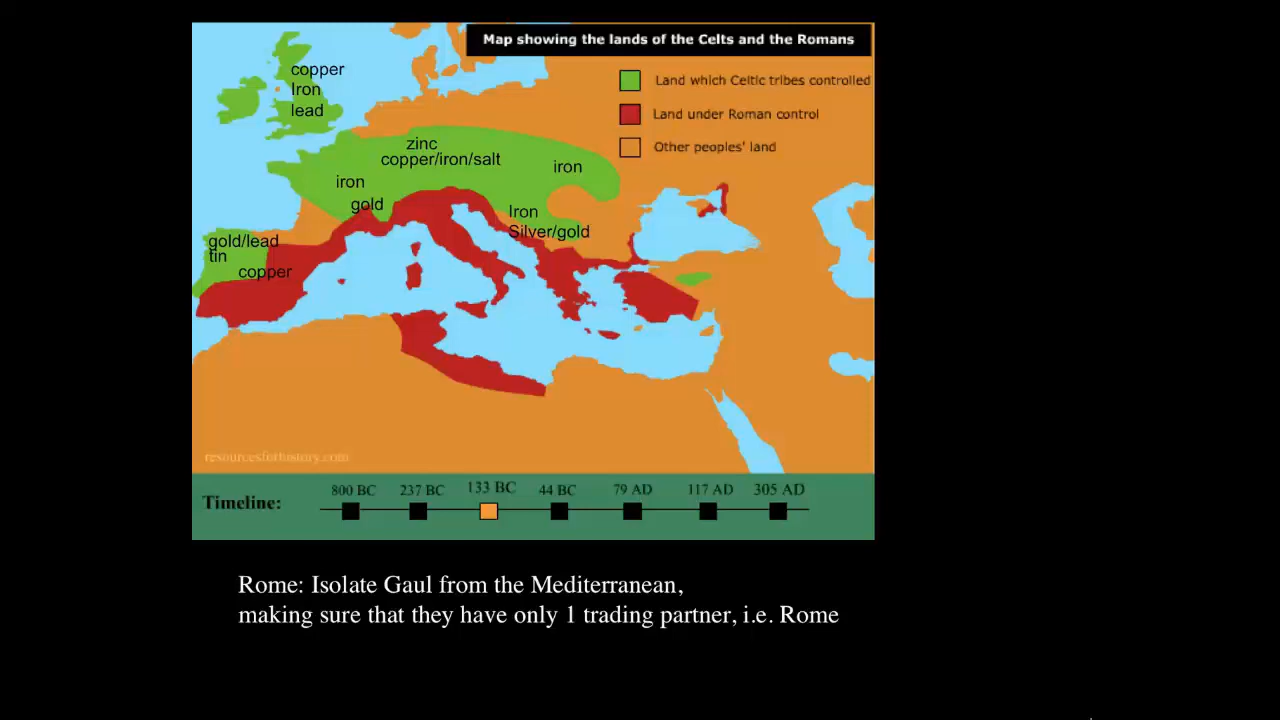 Map showing the lands of the Celts and the Romans
Land which Celtic tribes controlled
Land under Roman control
Other peoples' land
copper
Iron
lead
zinc
copper/iron/salt
iron
iron
gold
Iron
Silver/gold
gold/lead
tin
copper
resourcesforhistory.com
Timeline:
800 BC 237 BC 133 BC 44 BC 79 AD 117 AD 305 AD
Rome: Isolate Gaul from the Mediterranean,
making sure that they have only 1 trading partner, i.e. Rome